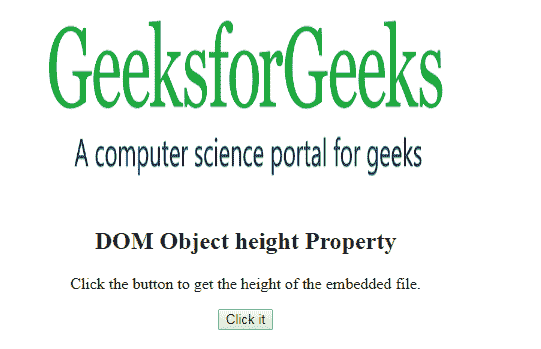 GeeksforGeeks
A computer science portal for geeks
DOM Object height Property
Click the button to get the height of the embedded file.
Click it